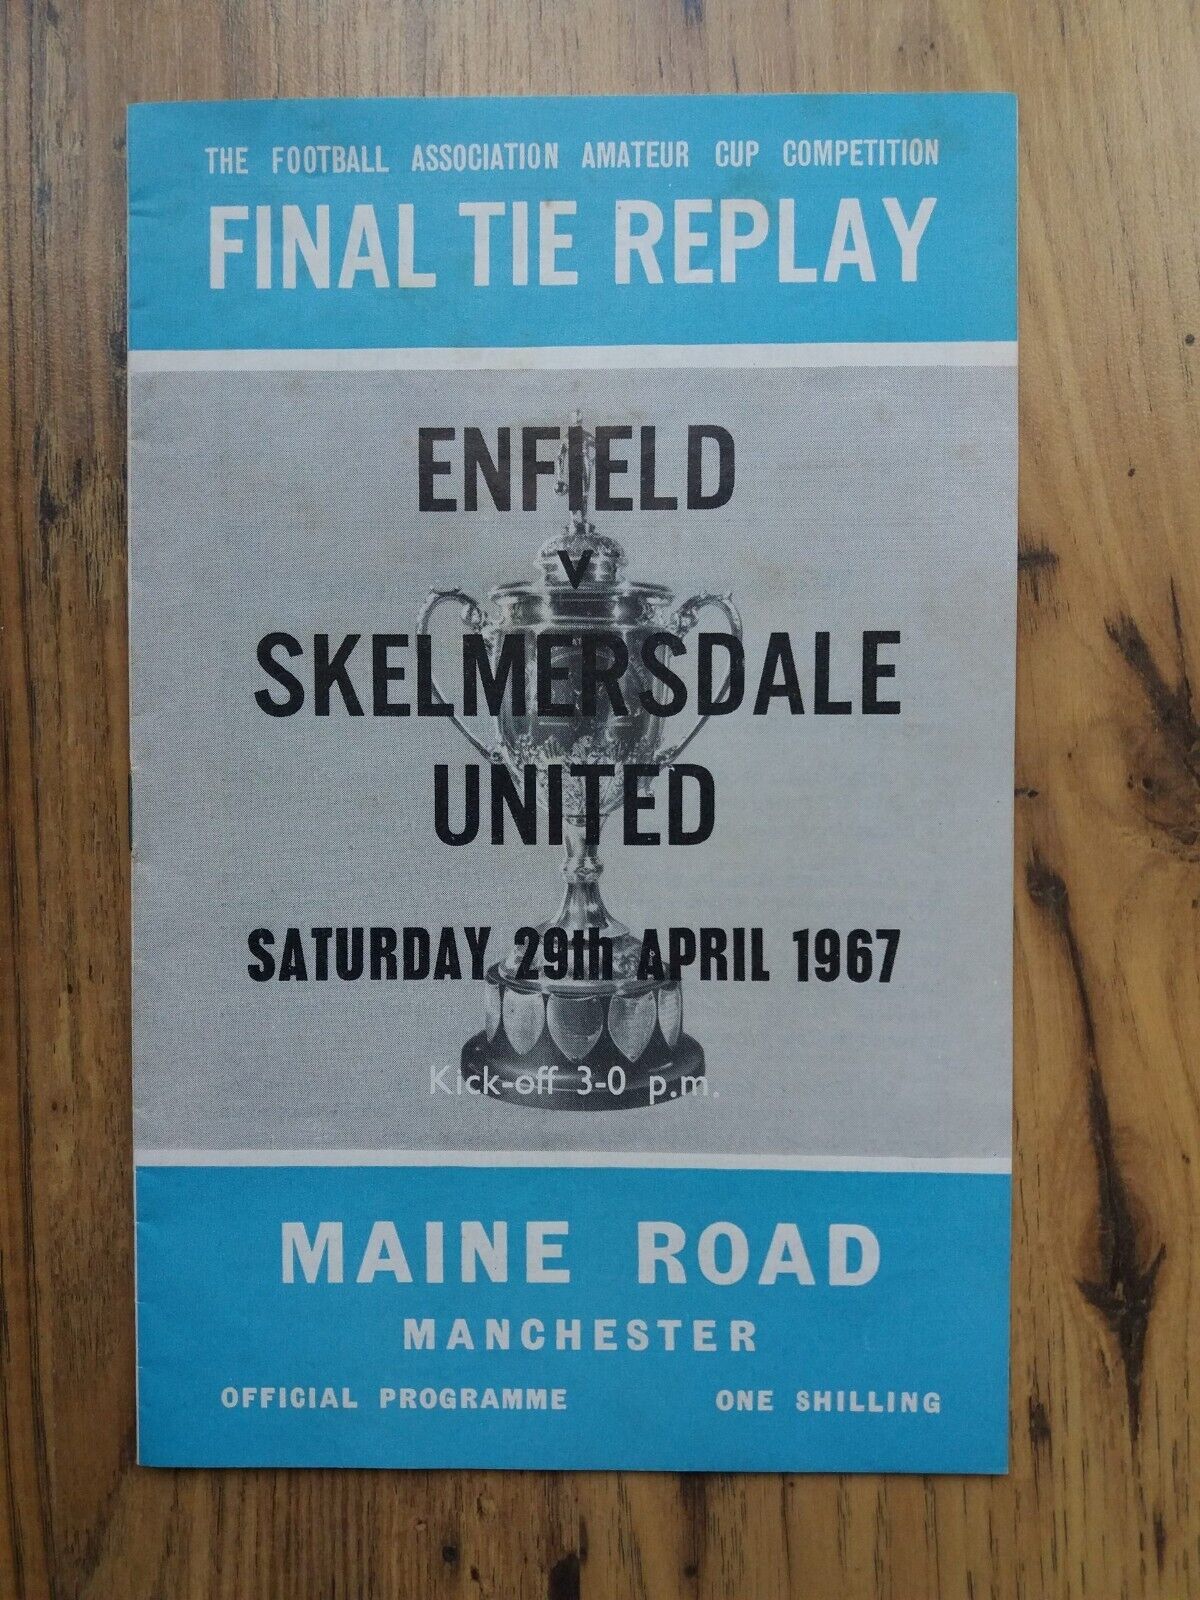 THE FOOTBALL ASSOCIATION AMATEUR CUP COMPETITION
FINAL TIE REPLAY
ENFIELD
v
SKELMERSDALE
UNITED
SATURDAY 29th APRIL 1967
Kick-off 3-0 p.m.
MAINE ROAD
MANCHESTER
OFFICIAL PROGRAMME ONE SHILLING